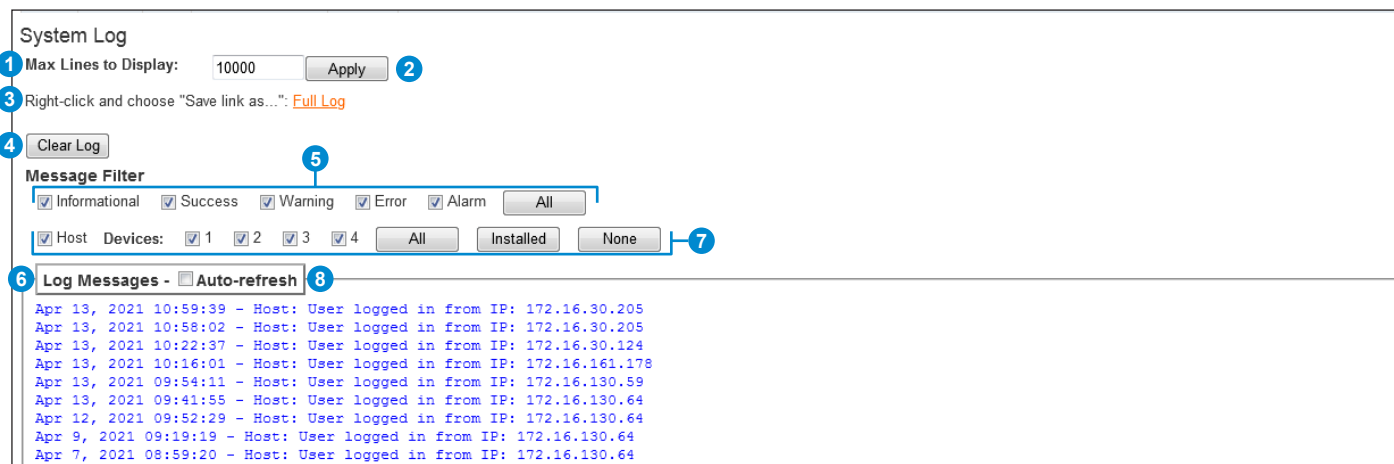 System Log
1 Max Lines to Display: 10000 Apply 2
3 Right-click and choose "Save link as...": Full Log
4 Clear Log
5
Message Filter
Informational Success Warning Error Alarm All
Host Devices: 1 2 3 4 All Installed None 7
6 Log Messages - Auto-refresh 8
Apr 13, 2021 10:59:39 - Host: User logged in from IP: 172.16.30.205
Apr 13, 2021 10:58:02 - Host: User logged in from IP: 172.16.30.205
Apr 13, 2021 10:22:37 - Host: User logged in from IP: 172.16.30.124
Apr 13, 2021 10:16:01 - Host: User logged in from IP: 172.16.161.178
Apr 13, 2021 09:54:11 - Host: User logged in from IP: 172.16.130.59
Apr 13, 2021 09:41:55 - Host: User logged in from IP: 172.16.130.64
Apr 12, 2021 09:52:29 - Host: User logged in from IP: 172.16.130.64
Apr 9, 2021 09:19:19 - Host: User logged in from IP: 172.16.130.64
Apr 7, 2021 08:59:20 - Host: User logged in from IP: 172.16.130.64